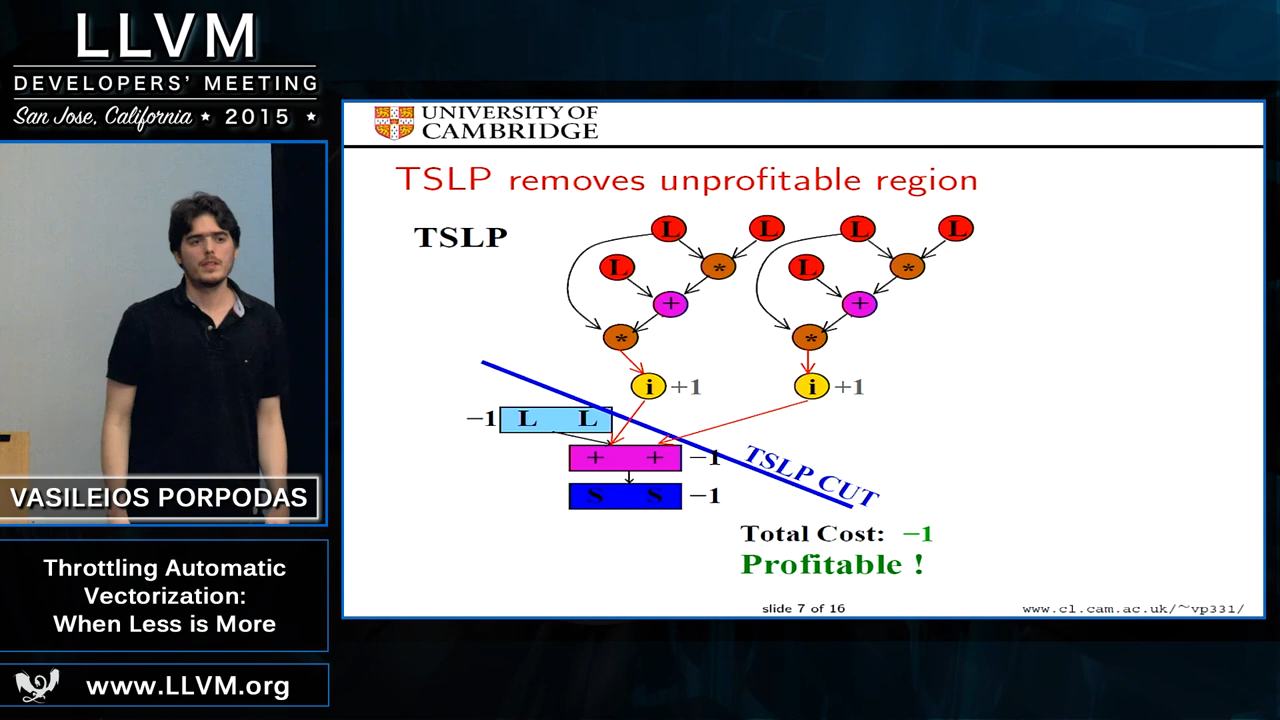 LLVM
DEVELOPERS' MEETING
San Jose, California ★ 2015 ★
UNIVERSITY OF
CAMBRIDGE
TSLP removes unprofitable region
TSLP
L L L L
L * L *
+ +
* *
i +1 i +1
−1 L L
+ + −1
TSLP CUT
S S −1
Total Cost: −1
Profitable !
slide 7 of 16 www.cl.cam.ac.uk/~vp331/
VASILEIOS PORPODAS
Throttling Automatic
Vectorization:
When Less is More
www.LLVM.org